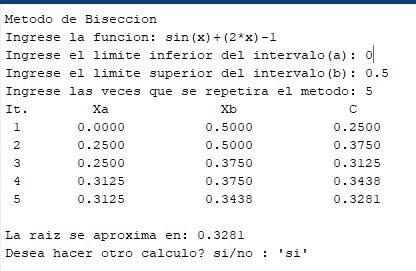 Metodo de Biseccion
Ingrese la funcion: sin(x)+(2*x)-1
Ingrese el limite inferior del intervalo(a): 0
Ingrese el limite superior del intervalo(b): 0.5
Ingrese las veces que se repetira el metodo: 5
It. Xa Xb C
1 0.0000 0.5000 0.2500
2 0.2500 0.5000 0.3750
3 0.2500 0.3750 0.3125
4 0.3125 0.3750 0.3438
5 0.3125 0.3438 0.3281
La raiz se aproxima en: 0.3281
Desea hacer otro calculo? si/no : 'si'